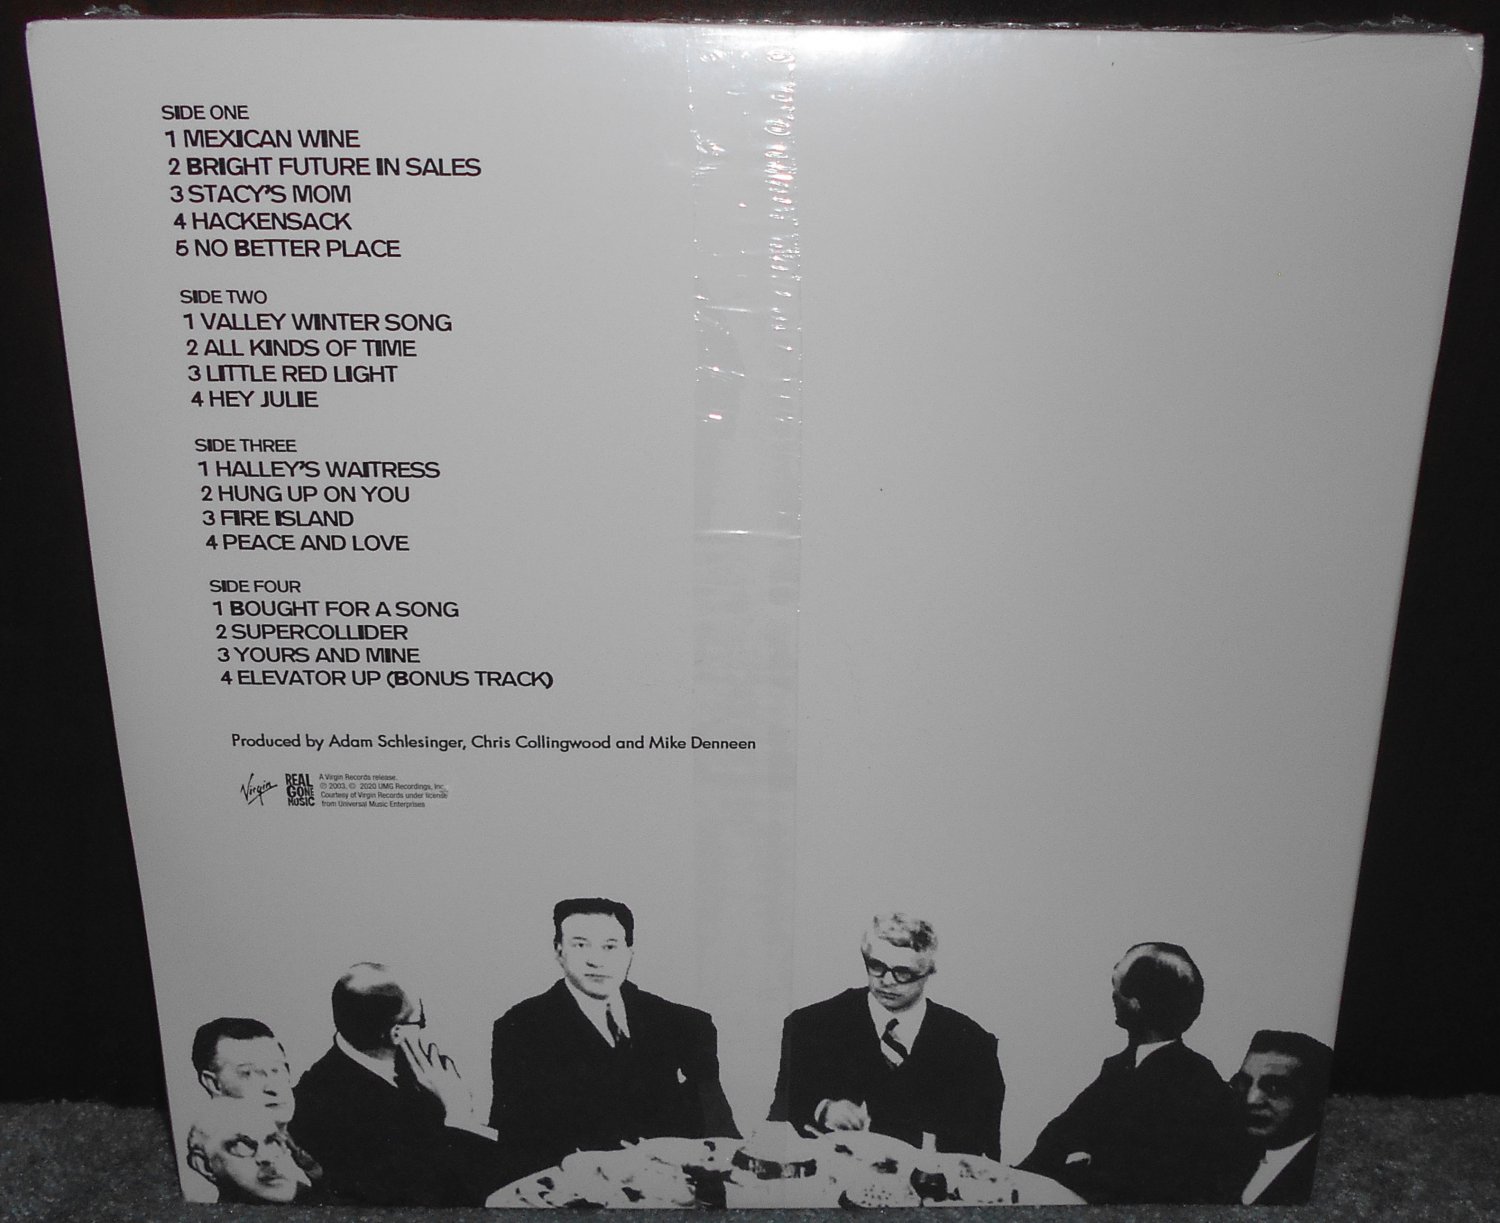 SIDE ONE
1 MEXICAN WINE
2 BRIGHT FUTURE IN SALES
3 STACY'S MOM
4 HACKENSACK
5 NO BETTER PLACE
SIDE TWO
1 VALLEY WINTER SONG
2 ALL KINDS OF TIME
3 LITTLE RED LIGHT
4 HEY JULIE
SIDE THREE
1 HALLEY'S WAITRESS
2 HUNG UP ON YOU
3 FIRE ISLAND
4 PEACE AND LOVE
SIDE FOUR
1 BOUGHT FOR A SONG
2 SUPERCOLLIDER
3 YOURS AND MINE
4 ELEVATOR UP (BONUS TRACK)
Produced by Adam Schlesinger, Chris Collingwood and Mike Denneen
Virgin
REAL
GONE
MUSIC
A Virgin Records release.
℗ 2003, © 2020 UMG Recordings, Inc.
Courtesy of Virgin Records under license
from Universal Music Enterprises